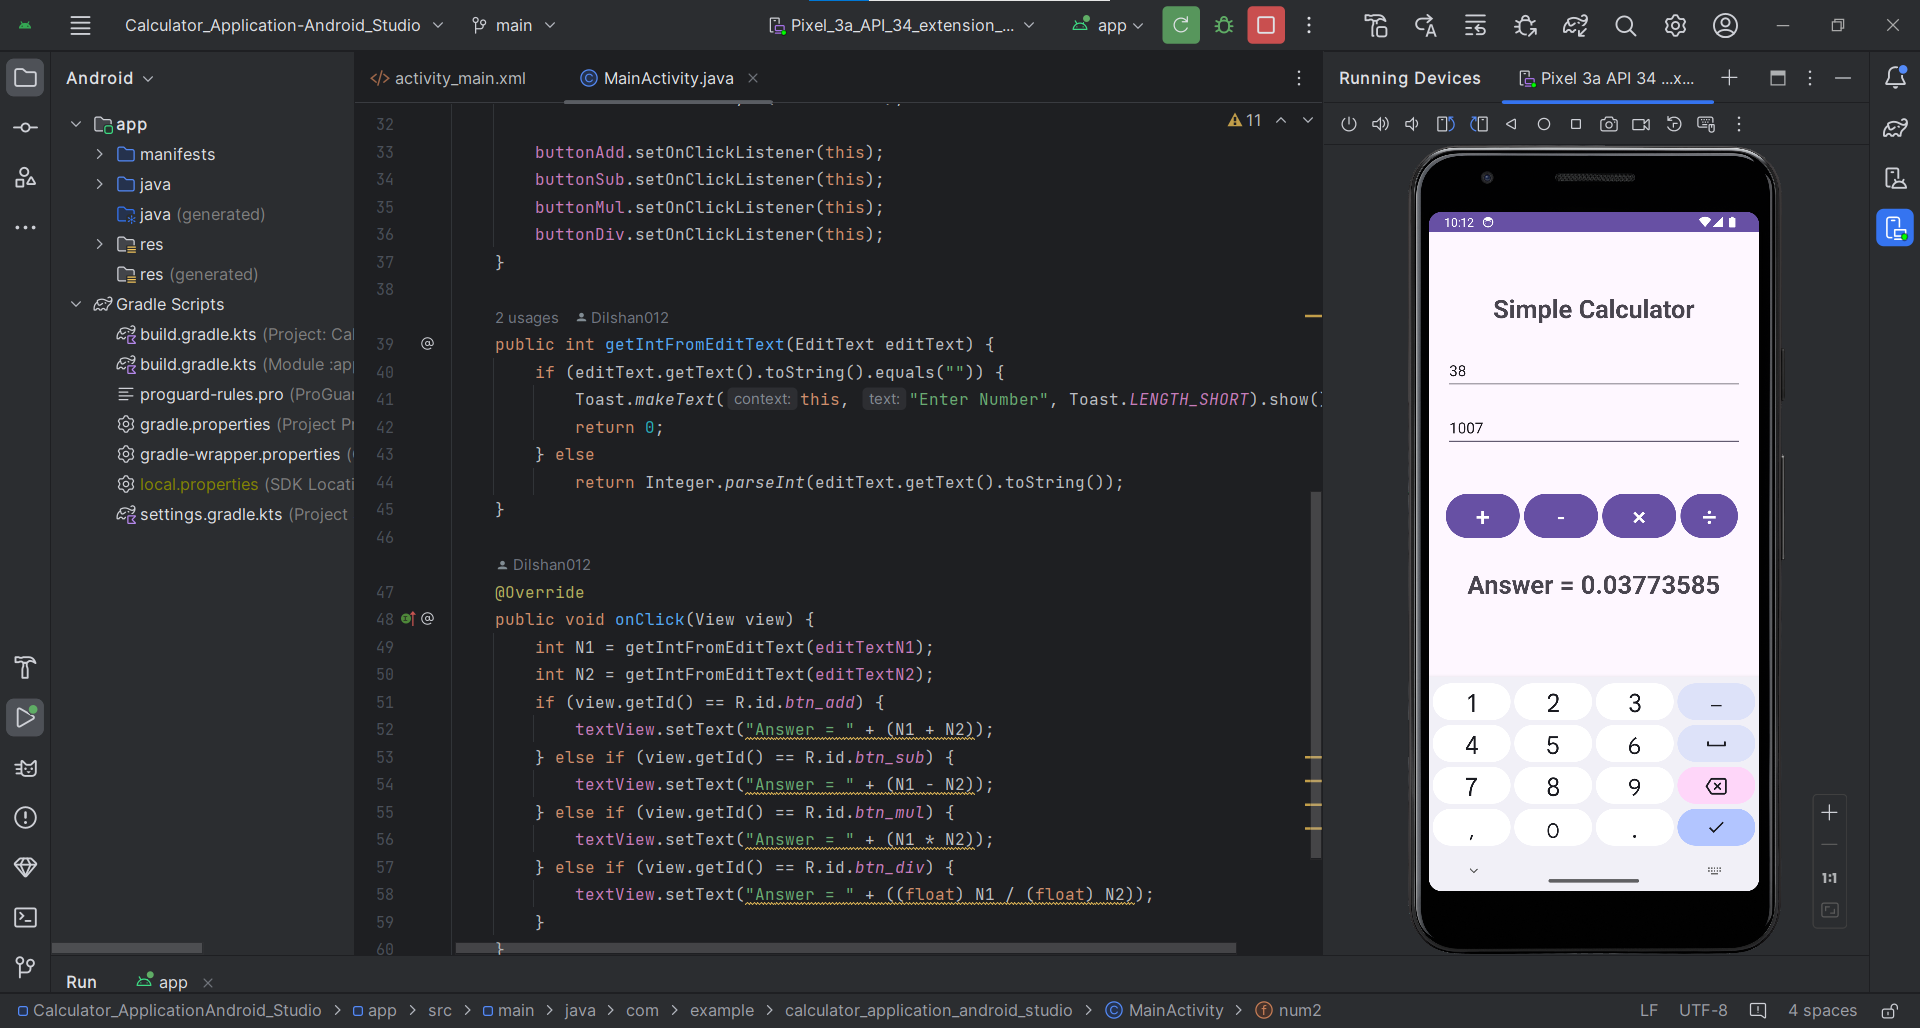 Calculator_Application-Android_Studio
main
Pixel_3a_API_34_extension_...
app
Android
activity_main.xml
MainActivity.java
Running Devices
Pixel 3a API 34 ...x...
app
manifests
java
java (generated)
res
res (generated)
Gradle Scripts
build.gradle.kts (Project: Cal
build.gradle.kts (Module :app
proguard-rules.pro (ProGuar
gradle.properties (Project Pr
gradle-wrapper.properties (
local.properties (SDK Locati
settings.gradle.kts (Project
11
32
33 buttonAdd.setOnClickListener(this);
34 buttonSub.setOnClickListener(this);
35 buttonMul.setOnClickListener(this);
36 buttonDiv.setOnClickListener(this);
37 }
38
2 usages Dilshan012
39 @ public int getIntFromEditText(EditText editText) {
40 if (editText.getText().toString().equals("")) {
41 Toast.makeText( context: this, text: "Enter Number", Toast.LENGTH_SHORT).show()
42 return 0;
43 } else
44 return Integer.parseInt(editText.getText().toString());
45 }
46
Dilshan012
47 @Override
48 @ public void onClick(View view) {
49 int N1 = getIntFromEditText(editTextN1);
50 int N2 = getIntFromEditText(editTextN2);
51 if (view.getId() == R.id.btn_add) {
52 textView.setText("Answer = " + (N1 + N2));
53 } else if (view.getId() == R.id.btn_sub) {
54 textView.setText("Answer = " + (N1 - N2));
55 } else if (view.getId() == R.id.btn_mul) {
56 textView.setText("Answer = " + (N1 * N2));
57 } else if (view.getId() == R.id.btn_div) {
58 textView.setText("Answer = " + ((float) N1 / (float) N2));
59 }
60 }
10:12
Simple Calculator
38
1007
+ - × ÷
Answer = 0.03773585
1 2 3 –
4 5 6
7 8 9
, 0 .
1:1
Run
app
Calculator_ApplicationAndroid_Studio > app > src > main > java > com > example > calculator_application_android_studio > MainActivity > num2
LF UTF-8 4 spaces